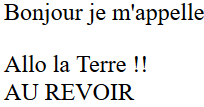 Bonjour je m'appelle
Allo la Terre !!
AU REVOIR